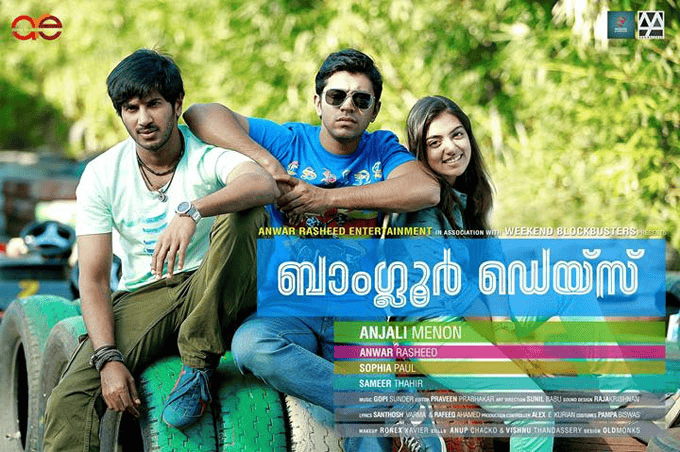 ae
ANWAR RASHEED ENTERTAINMENT IN ASSOCIATION WITH WEEKEND BLOCKBUSTERS PRESENTS
ബാംഗ്ലൂർ ഡെയ്സ്
ANJALI MENON
ANWAR RASHEED
SOPHIA PAUL
SAMEER THAHIR
MUSIC GOPI SUNDER EDITOR PRAVEEN PRABHAKAR ART DIRECTION SUNIL BABU SOUND DESIGN RAJAKRISHNAN
LYRICS SANTHOSH VARMA & RAFEEQ AHAMED PRODUCTION CONTROLLER ALEX E KURIAN COSTUMES PAMPA BISWAS
MAKEUP RONEX XAVIER STILLS ANUP CHACKO & VISHNU THANDASSERY DESIGN OLDMONKS